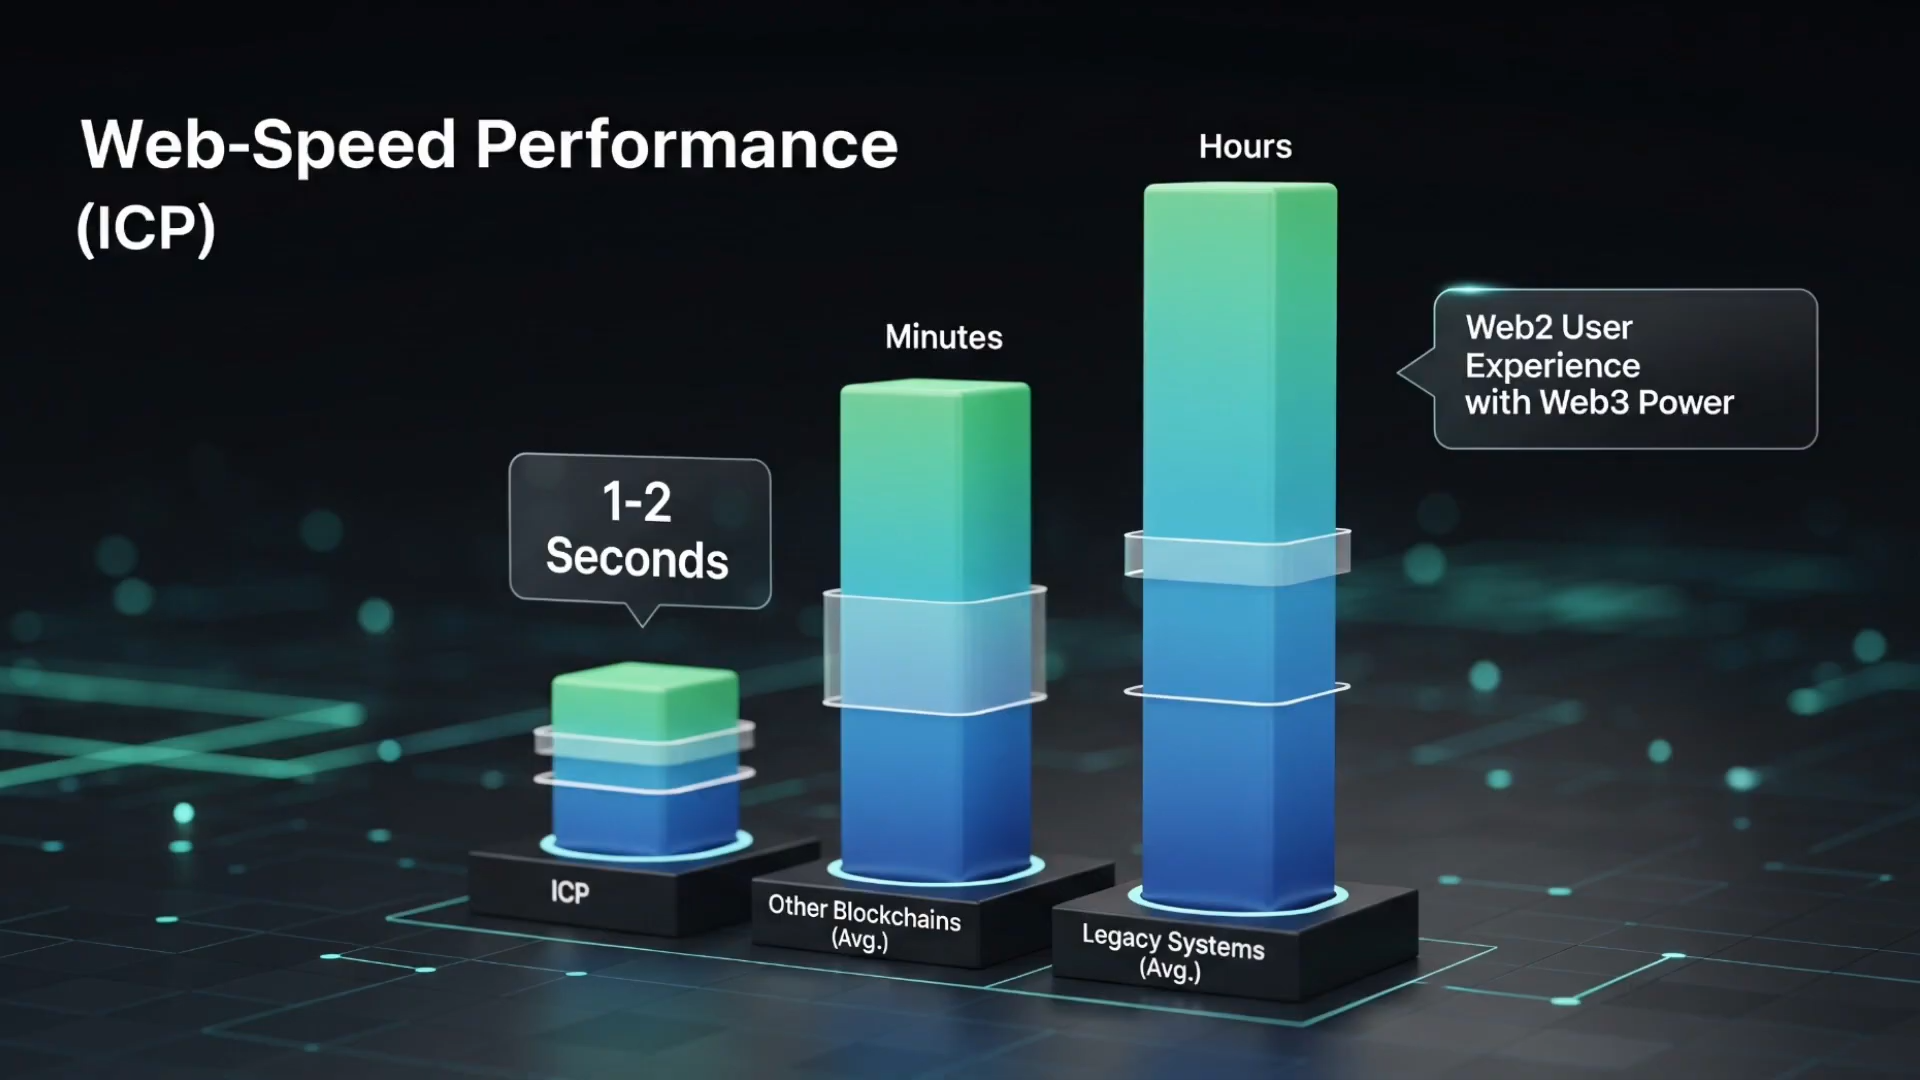 Web-Speed Performance
(ICP)
Hours
Minutes
Web2 User
Experience
with Web3 Power
1-2
Seconds
ICP
Other Blockchains
(Avg.)
Legacy Systems
(Avg.)